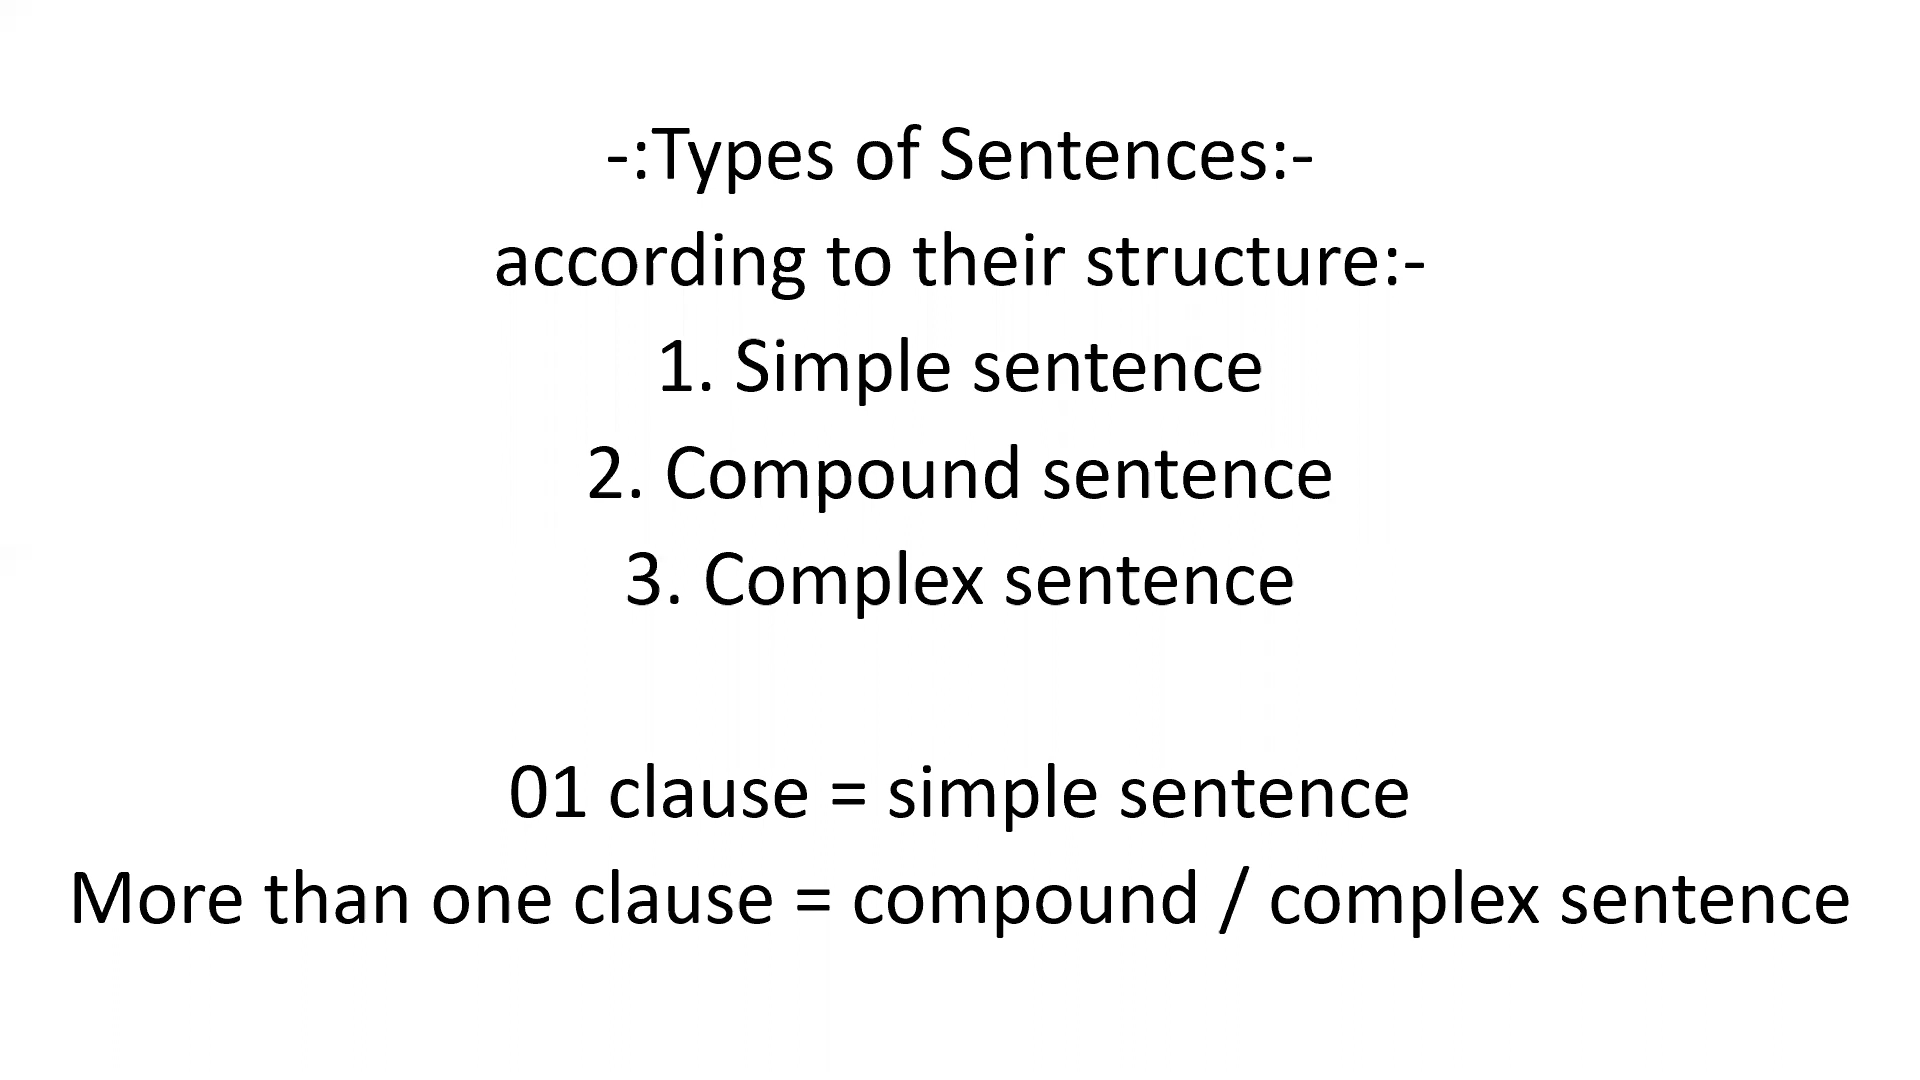 -:Types of Sentences:-
according to their structure:-
1. Simple sentence
2. Compound sentence
3. Complex sentence
01 clause = simple sentence
More than one clause = compound / complex sentence